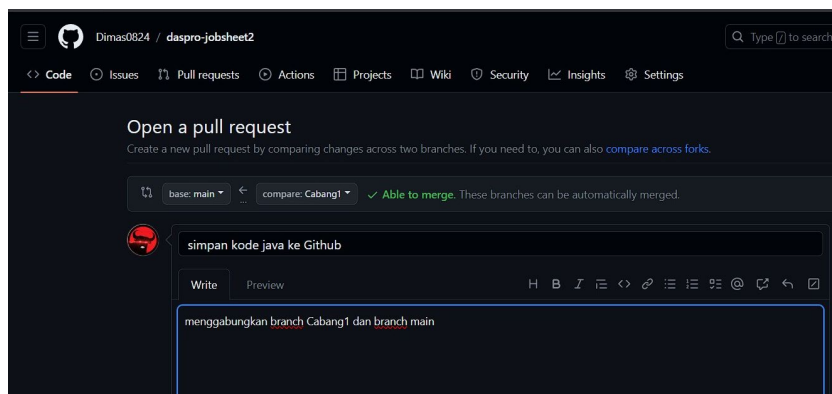 Dimas0824 / daspro-jobsheet2
Type / to search
Code Issues Pull requests Actions Projects Wiki Security Insights Settings
Open a pull request
Create a new pull request by comparing changes across two branches. If you need to, you can also compare across forks.
base: main ← ... compare: Cabang1 ✓ Able to merge. These branches can be automatically merged.
simpan kode java ke Github
Write Preview H B I
menggabungkan branch Cabang1 dan branch main